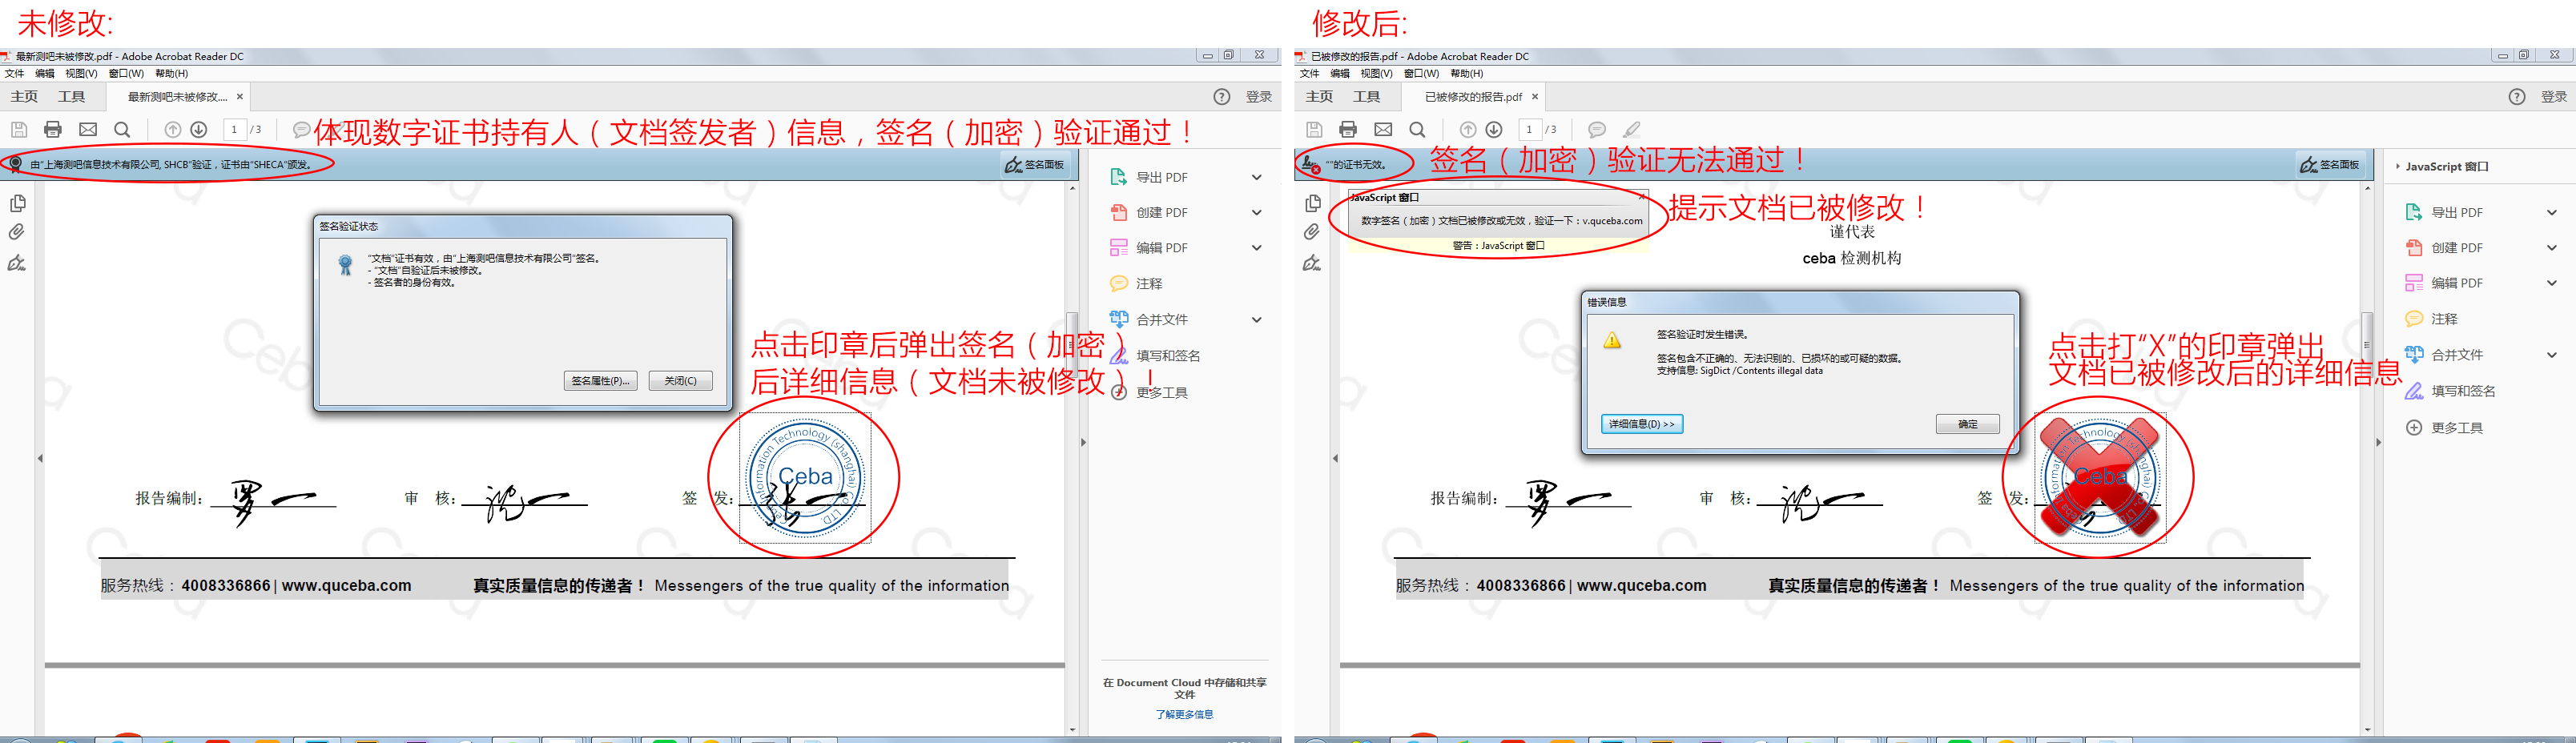 未修改:
最新测吧未被修改.pdf - Adobe Acrobat Reader DC
文件 编辑 视图(V) 窗口(W) 帮助(H)
主页 工具 最新测吧未被修改.... × ? 登录
1 / 3
体现数字证书持有人（文档签发者）信息，签名（加密）验证通过！
由"上海测吧信息技术有限公司, SHCB"验证，证书由"SHECA"颁发。
签名面板
签名验证状态
"文档"证书有效，由"上海测吧信息技术有限公司"签名。
- "文档"自验证后未被修改。
- 签名者的身份有效。
签名属性(P)... 关闭(C)
点击印章后弹出签名（加密）
后详细信息（文档未被修改）！
导出 PDF
创建 PDF
编辑 PDF
注释
合并文件
填写和签名
更多工具
Ceba
报告编制： 审 核： 签 发：
服务热线： 4008336866 | www.quceba.com 真实质量信息的传递者！ Messengers of the true quality of the information
在 Document Cloud 中存储和共享
文件
了解更多信息
修改后:
已被修改的报告.pdf - Adobe Acrobat Reader DC
文件 编辑 视图(V) 窗口(W) 帮助(H)
主页 工具 已被修改的报告.pdf × ? 登录
1 / 3
""的证书无效。
签名（加密）验证无法通过！
签名面板
JavaScript 窗口
数字签名（加密）文档已被修改或无效，验证一下：v.quceba.com
警告：JavaScript 窗口
提示文档已被修改！
谨代表
ceba 检测机构
错误信息
签名验证时发生错误。
签名包含不正确的、无法识别的、已损坏的或可疑的数据。
支持信息: SigDict /Contents illegal data
详细信息(D) >> 确定
点击打"X"的印章弹出
文档已被修改后的详细信息
JavaScript 窗口
导出 PDF
创建 PDF
编辑 PDF
注释
合并文件
填写和签名
更多工具
Ceba
报告编制： 审 核： 签 发：
服务热线： 4008336866 | www.quceba.com 真实质量信息的传递者！ Messengers of the true quality of the information